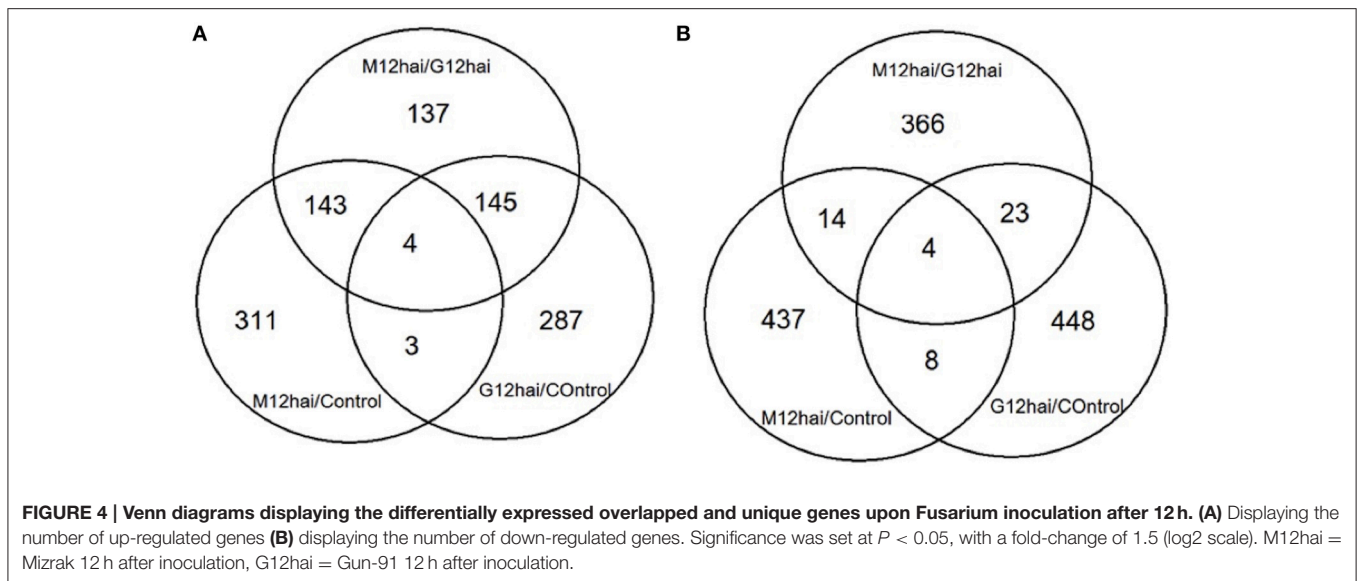 A
B
M12hai/G12hai
137
143
145
4
311
287
3
M12hai/Control
G12hai/COntrol
M12hai/G12hai
366
14
23
4
437
448
8
M12hai/Control
G12hai/COntrol
FIGURE 4 | Venn diagrams displaying the differentially expressed overlapped and unique genes upon Fusarium inoculation after 12 h. (A) Displaying the
number of up-regulated genes (B) displaying the number of down-regulated genes. Significance was set at P < 0.05, with a fold-change of 1.5 (log2 scale). M12hai =
Mizrak 12 h after inoculation, G12hai = Gun-91 12 h after inoculation.